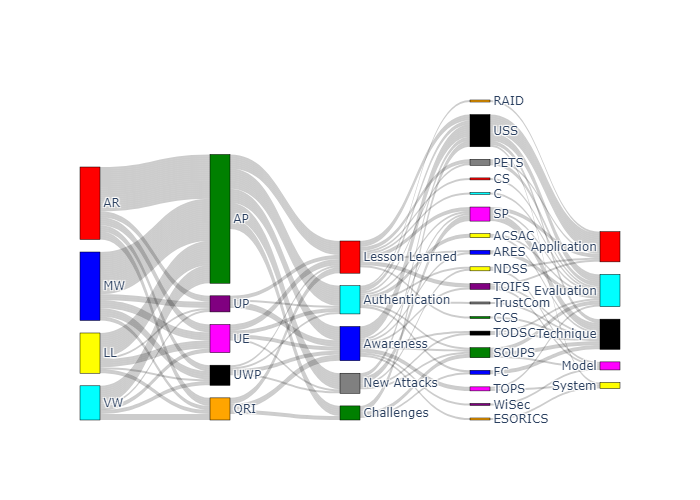 AR
MW
LL
VW
AP
UP
UE
UWP
QRI
Lesson Learned
Authentication
Awareness
New Attacks
Challenges
RAID
USS
PETS
CS
C
SP
ACSAC
ARES
NDSS
TOIFS
TrustCom
CCS
TODSC
SOUPS
FC
TOPS
WiSec
ESORICS
Application
Evaluation
Technique
Model
System